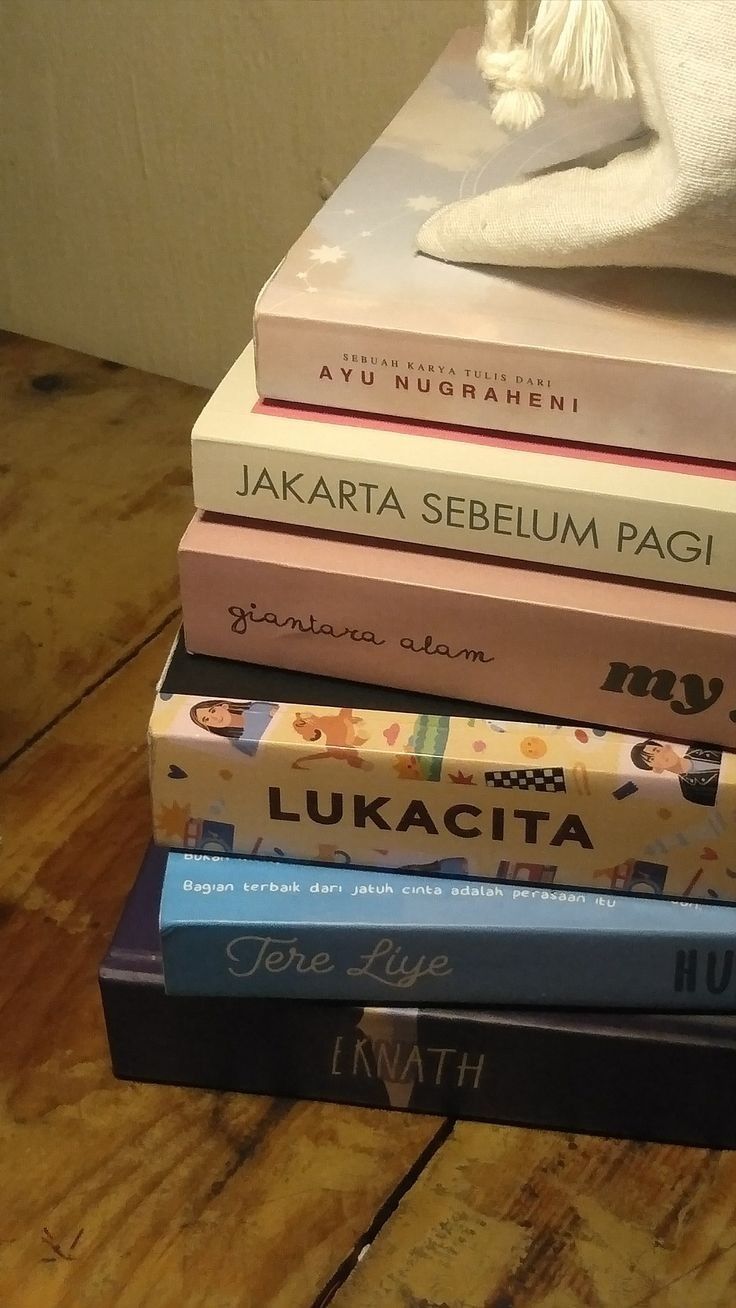 SEBUAH KARYA TULIS DARI
AYU NUGRAHENI
JAKARTA SEBELUM PAGI
giantara alam my
LUKACITA
Bagian terbaik dari jatuh cinta adalah perasaan itu
Tere Liye HU
EKNATH